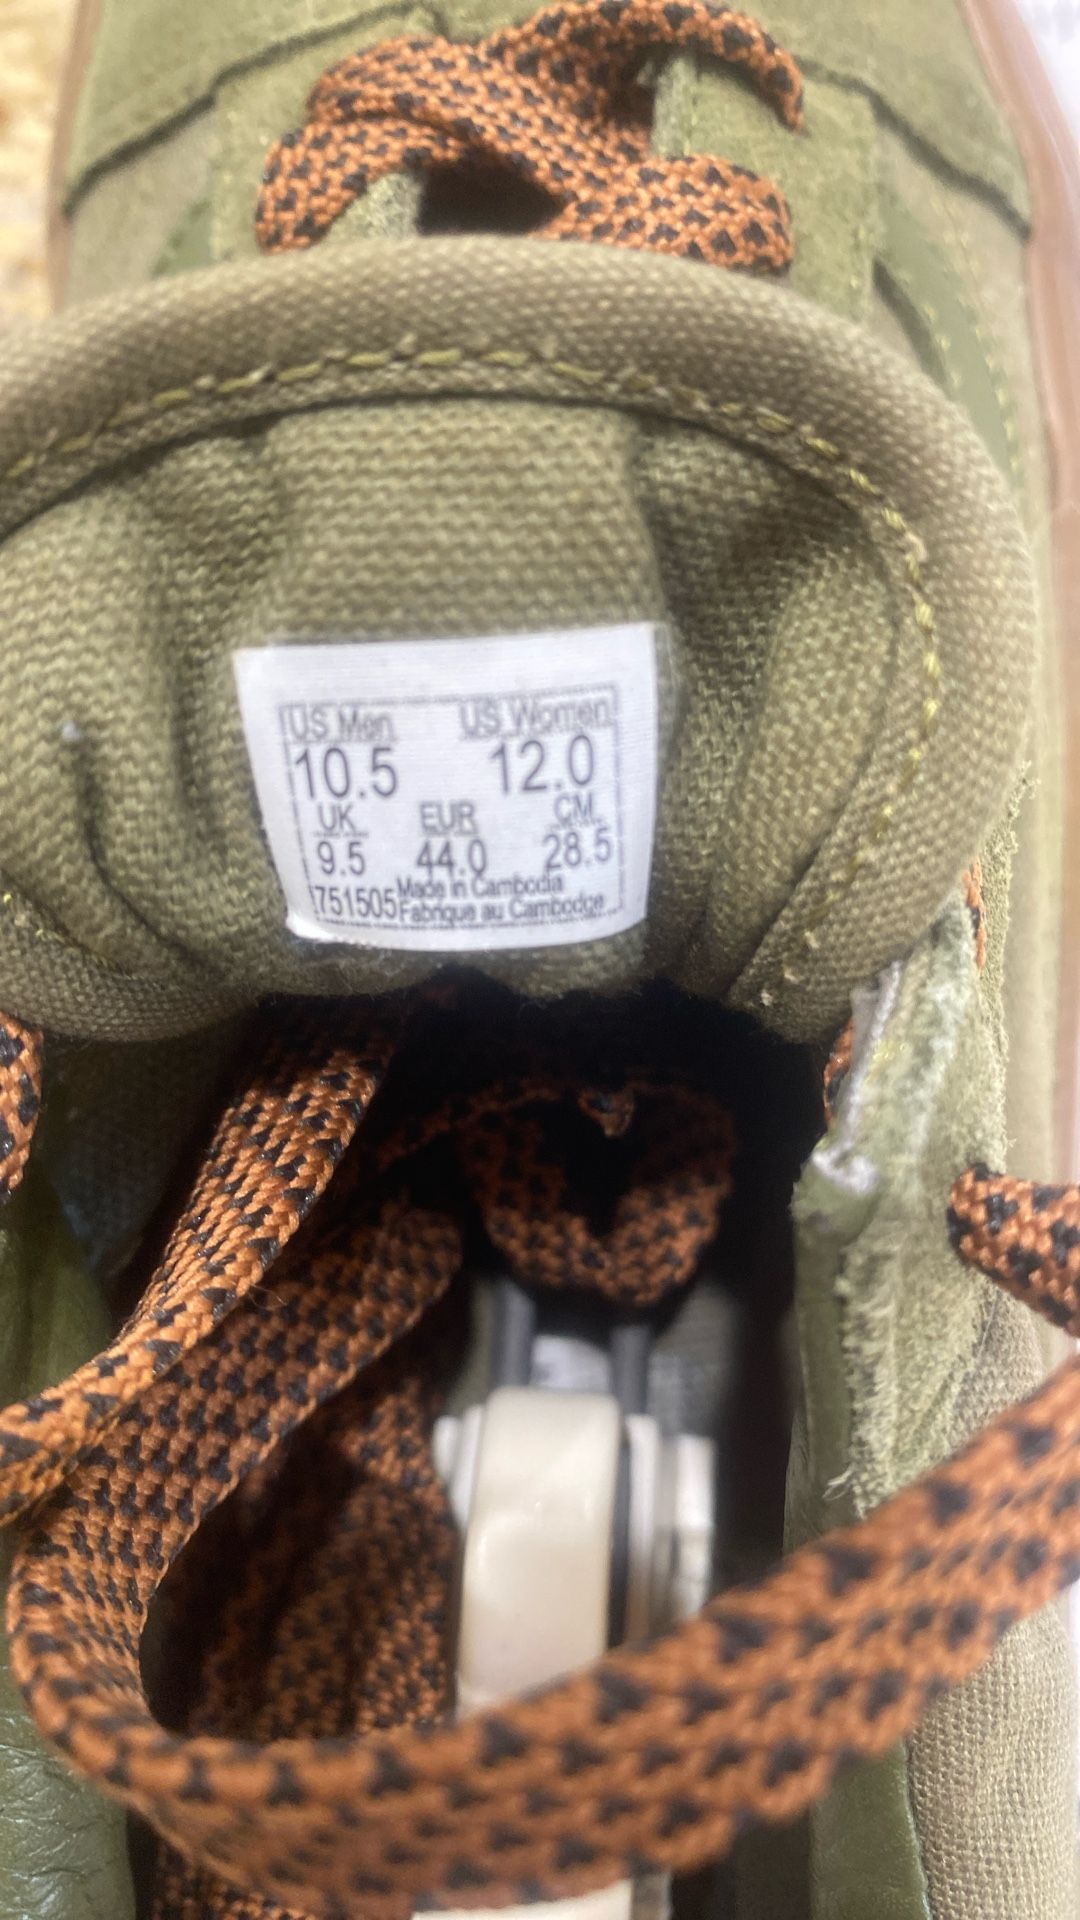 US Men US Women
10.5 12.0
UK EUR CM
9.5 44.0 28.5
751505 Made in Cambodia
Fabrique au Cambodge